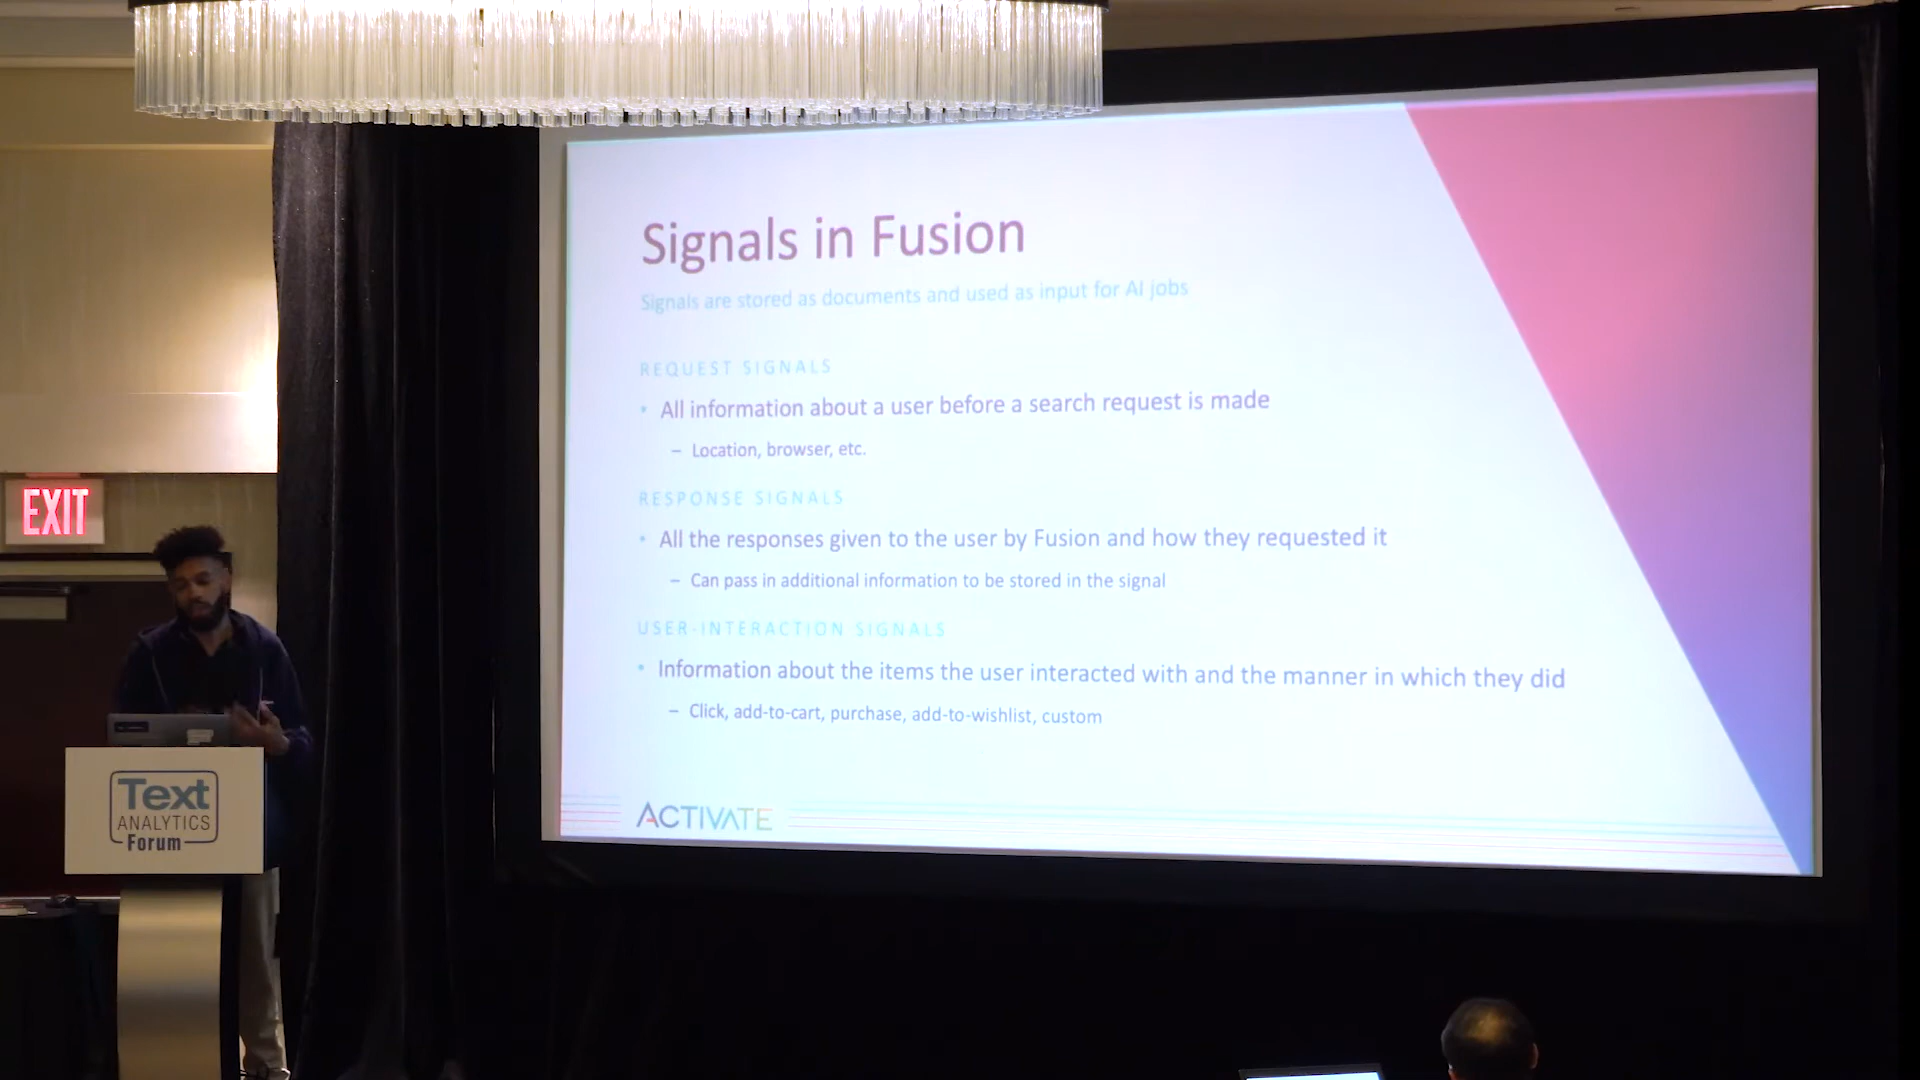 Signals in Fusion
Signals are stored as documents and used as input for AI jobs
REQUEST SIGNALS
• All information about a user before a search request is made
– Location, browser, etc.
RESPONSE SIGNALS
• All the responses given to the user by Fusion and how they requested it
– Can pass in additional information to be stored in the signal
USER-INTERACTION SIGNALS
• Information about the items the user interacted with and the manner in which they did
– Click, add-to-cart, purchase, add-to-wishlist, custom
ACTIVATE
EXIT
Text
ANALYTICS
Forum